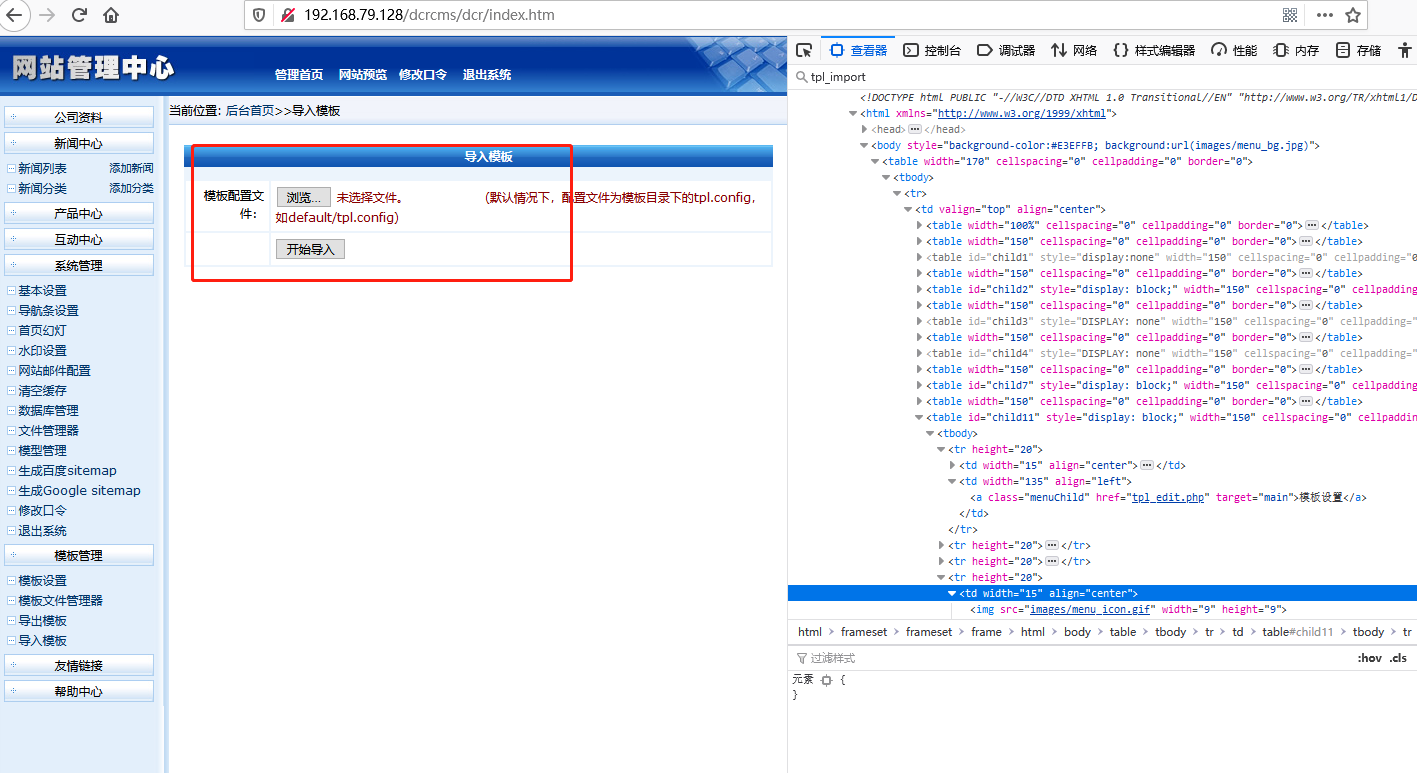 192.168.79.128/dcrcms/dcr/index.htm
网站管理中心
管理首页 网站预览 修改口令 退出系统
公司资料
新闻中心
新闻列表 添加新闻
新闻分类 添加分类
产品中心
互动中心
系统管理
基本设置
导航条设置
首页幻灯
水印设置
网站邮件配置
清空缓存
数据库管理
文件管理器
模型管理
生成百度sitemap
生成Google sitemap
修改口令
退出系统
模板管理
模板设置
模板文件管理器
导出模板
导入模板
友情链接
帮助中心
当前位置: 后台首页>>导入模板
导入模板
模板配置文件：
浏览... 未选择文件。 (默认情况下，配置文件为模板目录下的tpl.config，
如default/tpl.config)
开始导入
查看器 控制台 调试器 网络 样式编辑器 性能 内存 存储
tpl_import
<!DOCTYPE html PUBLIC "-//W3C//DTD XHTML 1.0 Transitional//EN" "http://www.w3.org/TR/xhtml1/D
<html xmlns="http://www.w3.org/1999/xhtml">
<head>···</head>
<body style="background-color:#E3EFFB; background:url(images/menu_bg.jpg)">
<table width="170" cellspacing="0" cellpadding="0" border="0">
<tbody>
<tr>
<td valign="top" align="center">
<table width="100%" cellspacing="0" cellpadding="0" border="0">···</table>
<table width="150" cellspacing="0" cellpadding="0" border="0">···</table>
<table id="child1" style="display:none" width="150" cellspacing="0" cellpadding="0
<table width="150" cellspacing="0" cellpadding="0" border="0">···</table>
<table id="child2" style="display: block;" width="150" cellspacing="0" cellpadding
<table width="150" cellspacing="0" cellpadding="0" border="0">···</table>
<table id="child3" style="DISPLAY: none" width="150" cellspacing="0" cellpadding="
<table width="150" cellspacing="0" cellpadding="0" border="0">···</table>
<table id="child4" style="DISPLAY: none" width="150" cellspacing="0" cellpadding="
<table width="150" cellspacing="0" cellpadding="0" border="0">···</table>
<table id="child7" style="display: block;" width="150" cellspacing="0" cellpadding
<table width="150" cellspacing="0" cellpadding="0" border="0">···</table>
<table id="child11" style="display: block;" width="150" cellspacing="0" cellpaddin
<tbody>
<tr height="20">
<td width="15" align="center">···</td>
<td width="135" align="left">
<a class="menuChild" href="tpl_edit.php" target="main">模板设置</a>
</td>
</tr>
<tr height="20">···</tr>
<tr height="20">···</tr>
<tr height="20">
<td width="15" align="center">
<img src="images/menu_icon.gif" width="9" height="9">
html > frameset > frameset > frame > html > body > table > tbody > tr > td > table#child11 > tbody > tr
过滤样式 :hov .cls
元素 {
}